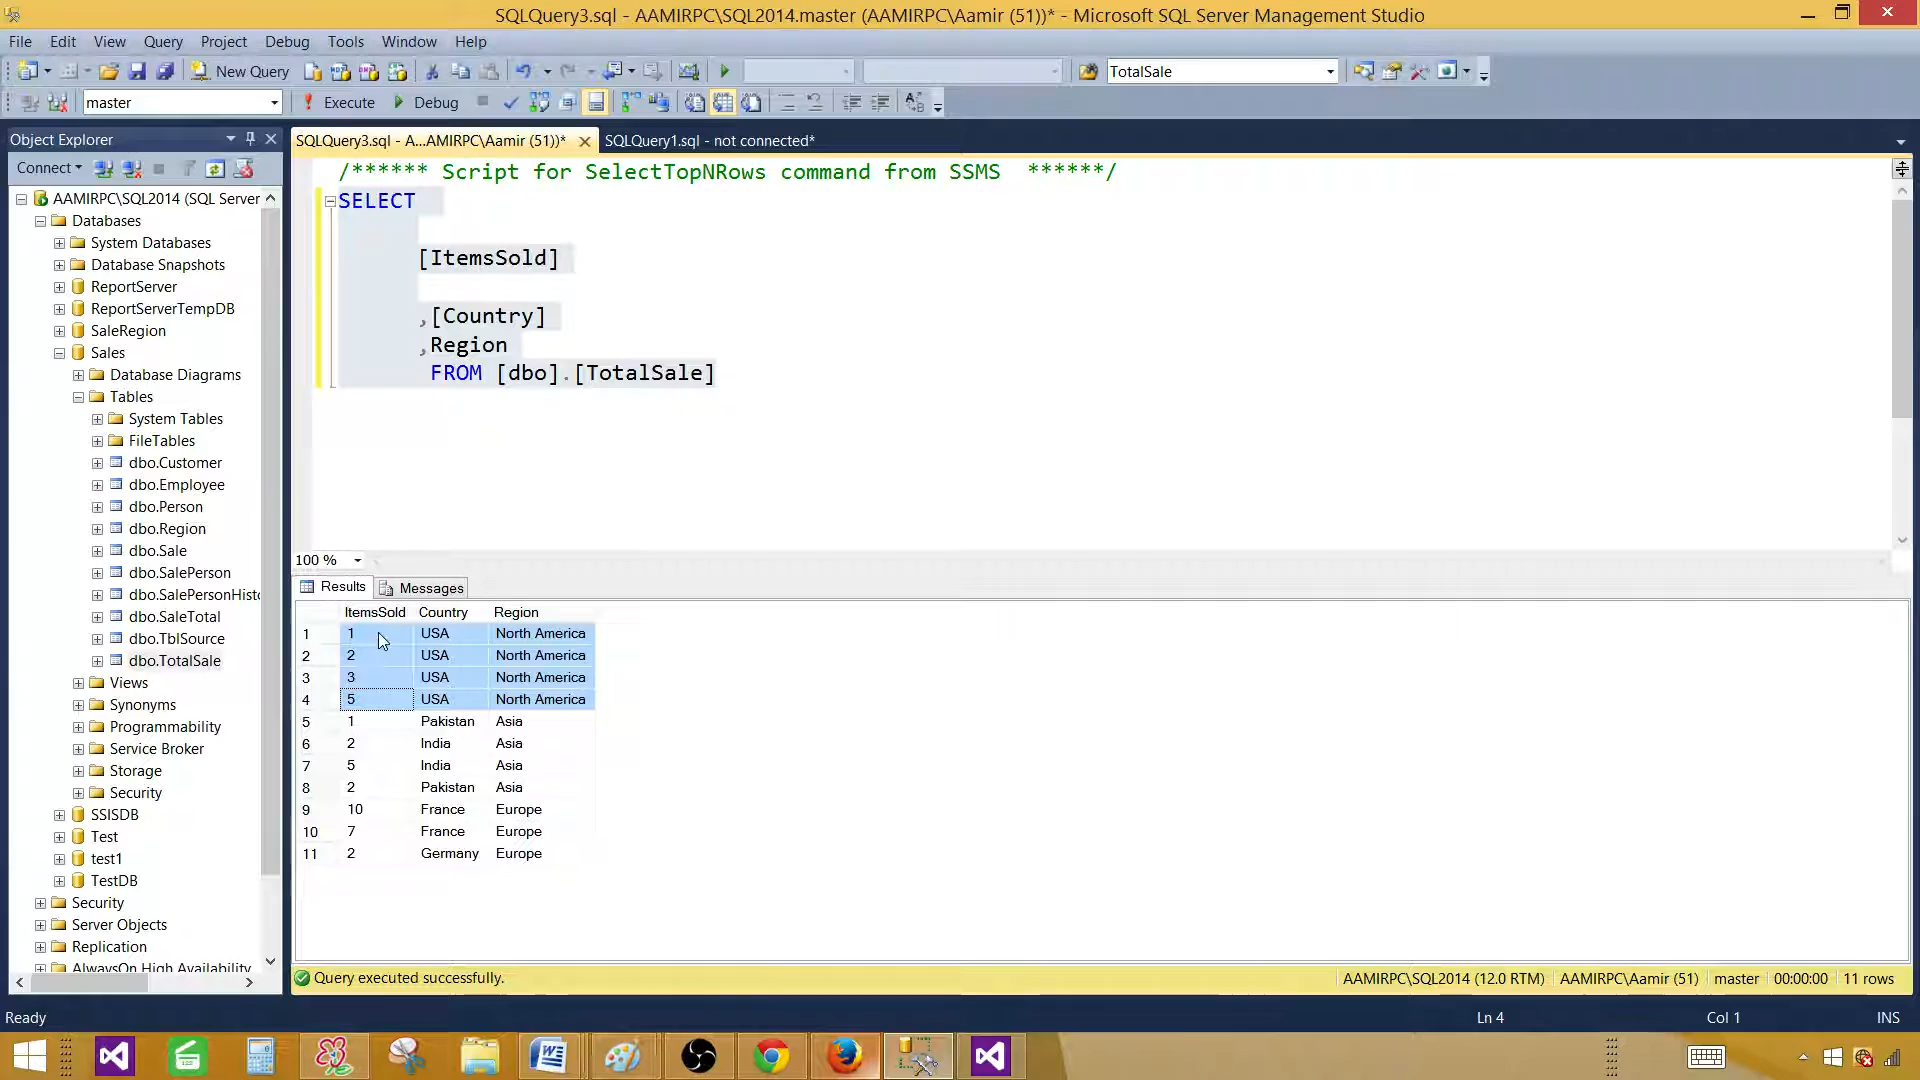 SQLQuery3.sql - AAMIRPC\SQL2014.master (AAMIRPC\Aamir (51))* - Microsoft SQL Server Management Studio
File Edit View Query Project Debug Tools Window Help
New Query TotalSale
master Execute Debug
Object Explorer
Connect
AAMIRPC\SQL2014 (SQL Server
Databases
System Databases
Database Snapshots
ReportServer
ReportServerTempDB
SaleRegion
Sales
Database Diagrams
Tables
System Tables
FileTables
dbo.Customer
dbo.Employee
dbo.Person
dbo.Region
dbo.Sale
dbo.SalePerson
dbo.SalePersonHisto
dbo.SaleTotal
dbo.TblSource
dbo.TotalSale
Views
Synonyms
Programmability
Service Broker
Storage
Security
SSISDB
Test
test1
TestDB
Security
Server Objects
Replication
AlwaysOn High Availability
SQLQuery3.sql - A...AMIRPC\Aamir (51))* SQLQuery1.sql - not connected*
/****** Script for SelectTopNRows command from SSMS ******/
SELECT
[ItemsSold]
,[Country]
,Region
FROM [dbo].[TotalSale]
100 %
Results Messages
ItemsSold Country Region
1 1 USA North America
2 2 USA North America
3 3 USA North America
4 5 USA North America
5 1 Pakistan Asia
6 2 India Asia
7 5 India Asia
8 2 Pakistan Asia
9 10 France Europe
10 7 France Europe
11 2 Germany Europe
Query executed successfully. AAMIRPC\SQL2014 (12.0 RTM) AAMIRPC\Aamir (51) master 00:00:00 11 rows
Ready Ln 4 Col 1 INS